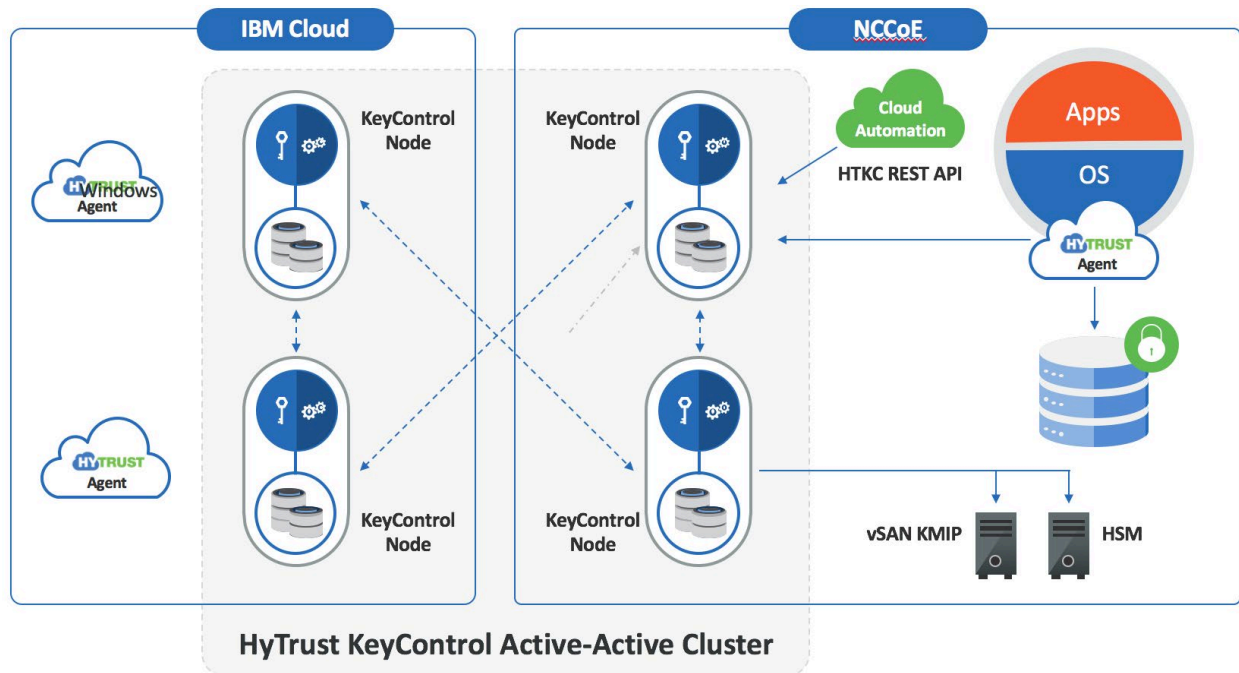 IBM Cloud
NCCoE
KeyControl
Node
KeyControl
Node
Cloud
Automation
HTKC REST API
Apps
OS
HYTRUST
Agent
HYTRUST
Windows
Agent
HYTRUST
Agent
KeyControl
Node
KeyControl
Node
vSAN KMIP
HSM
HyTrust KeyControl Active-Active Cluster